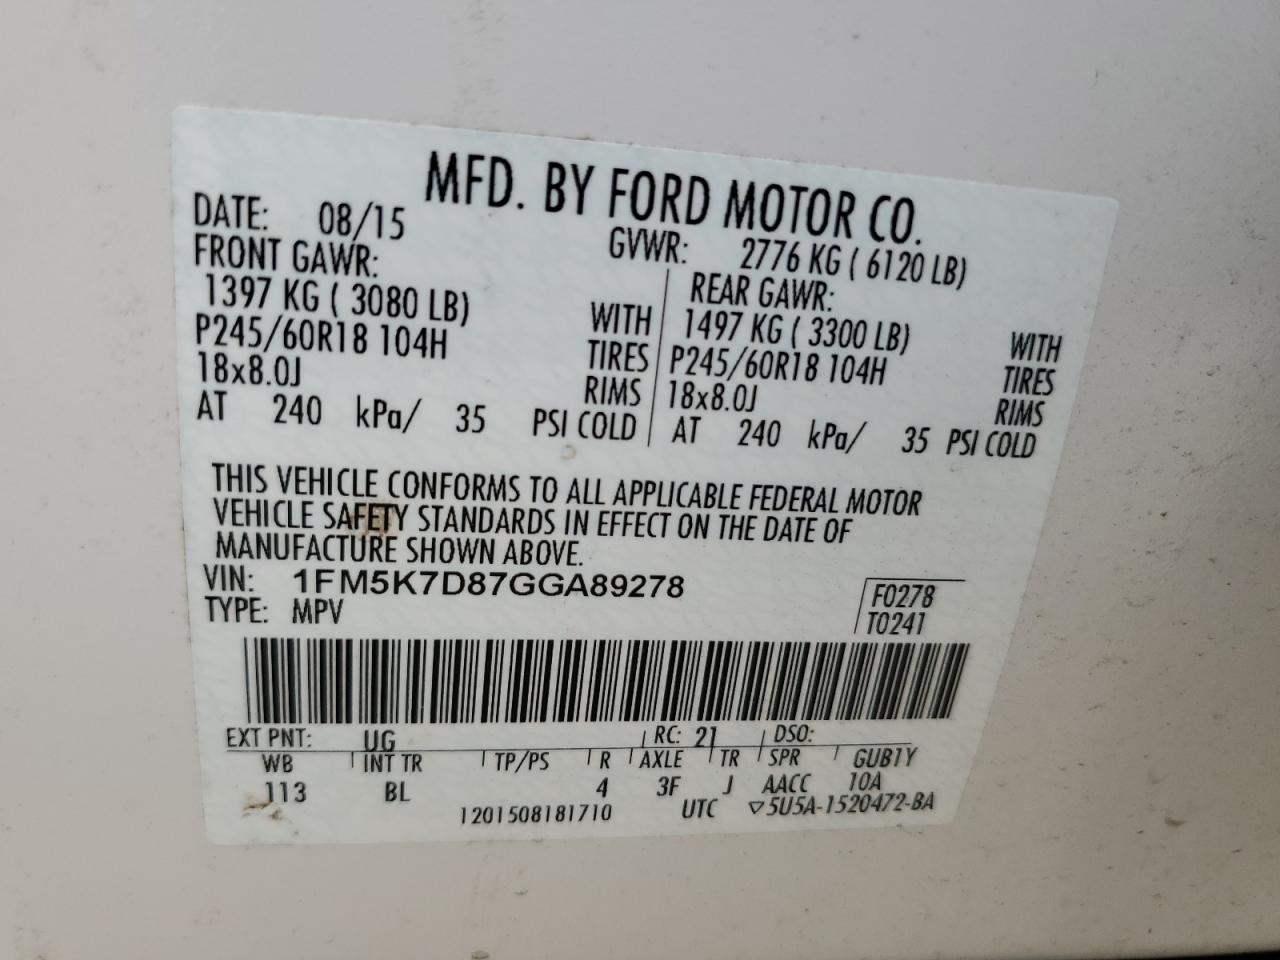 MFD. BY FORD MOTOR CO.
DATE: 08/15 GVWR: 2776 KG ( 6120 LB)
FRONT GAWR: REAR GAWR:
1397 KG ( 3080 LB) WITH 1497 KG ( 3300 LB) WITH
P245/60R18 104H TIRES P245/60R18 104H TIRES
18x8.0J RIMS 18x8.0J RIMS
AT 240 kPa/ 35 PSI COLD AT 240 kPa/ 35 PSI COLD
THIS VEHICLE CONFORMS TO ALL APPLICABLE FEDERAL MOTOR
VEHICLE SAFETY STANDARDS IN EFFECT ON THE DATE OF
MANUFACTURE SHOWN ABOVE.
VIN: 1FM5K7D87GGA89278 F0278
TYPE: MPV T0241
EXT PNT: UG RC: 21 DSO:
WB INT TR TP/PS R AXLE TR SPR GUB1Y
113 BL 4 3F J AACC 10A
1201508181710 UTC ▽5U5A-1520472-BA